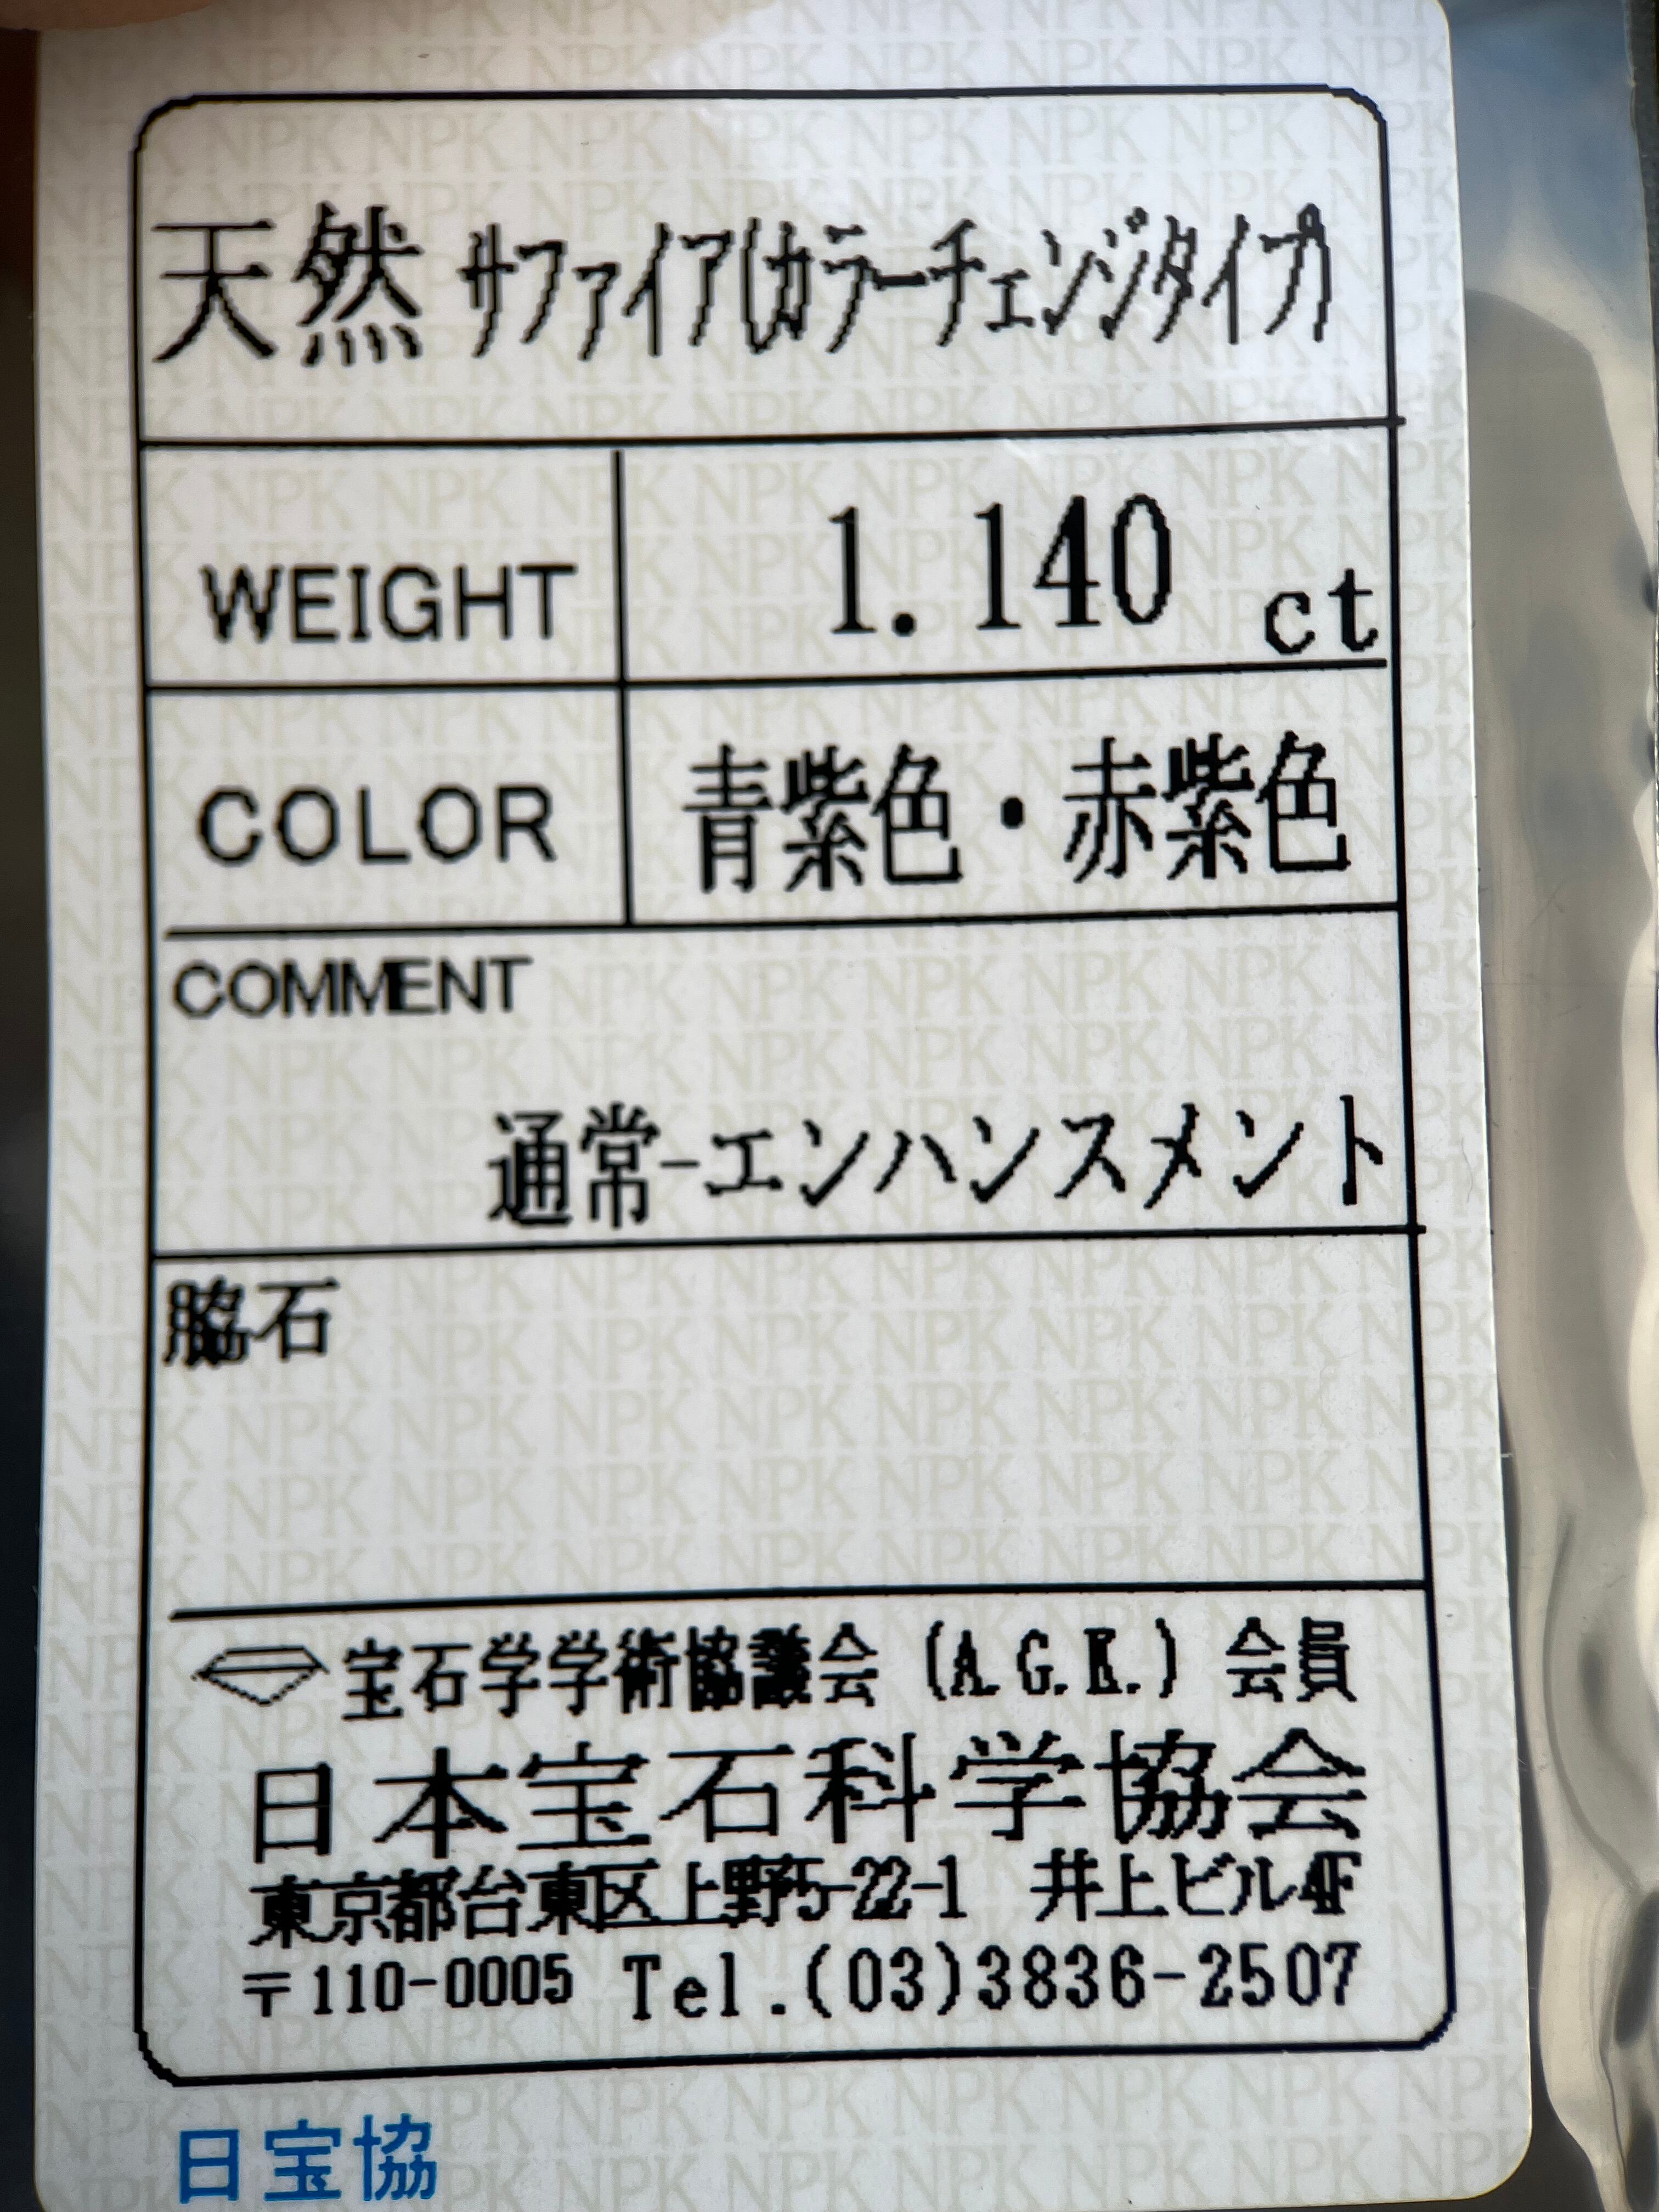 天然 サファイア(カラーチェンジタイプ)
WEIGHT 1.140 ct
COLOR 青紫色・赤紫色
COMMENT
通常-エンハンスメント
脇石
宝石学学術協議会 (A.G.K.) 会員
日本宝石科学協会
東京都台東区上野5-22-1 井上ビル4F
〒110-0005 Tel.(03)3836-2507
日宝協